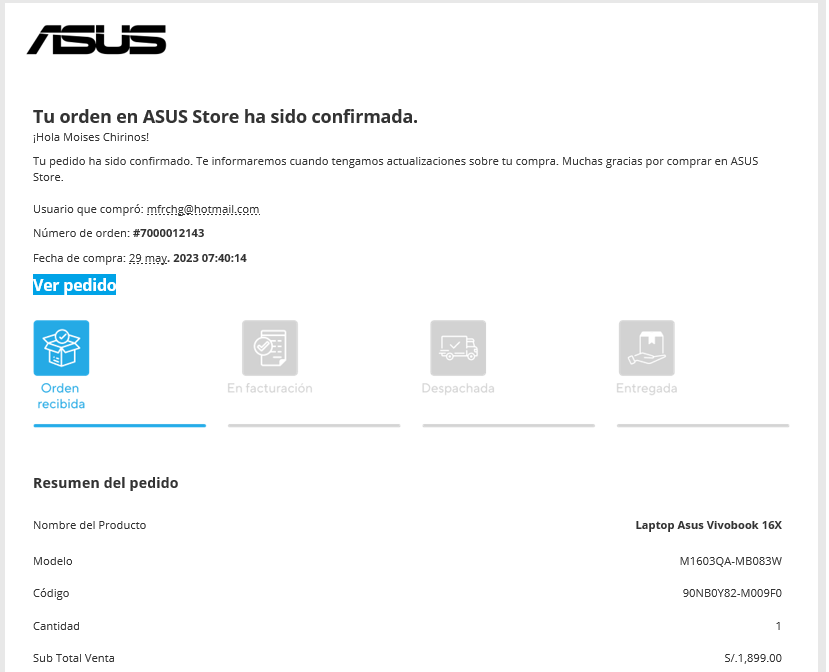 ASUS
Tu orden en ASUS Store ha sido confirmada.
¡Hola Moises Chirinos!
Tu pedido ha sido confirmado. Te informaremos cuando tengamos actualizaciones sobre tu compra. Muchas gracias por comprar en ASUS
Store.
Usuario que compró: mfrchg@hotmail.com
Número de orden: #7000012143
Fecha de compra: 29 may. 2023 07:40:14
Ver pedido
Orden
recibida
En facturación
Despachada
Entregada
Resumen del pedido
Nombre del Producto Laptop Asus Vivobook 16X
Modelo M1603QA-MB083W
Código 90NB0Y82-M009F0
Cantidad 1
Sub Total Venta S/.1,899.00